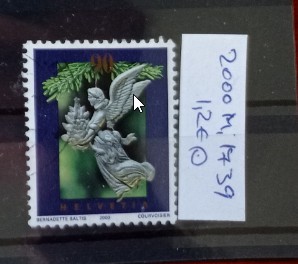 90
HELVETIA
BERNADETTE BALTIS 2000 COURVOISIER
2000 Mi 1739
1,2€